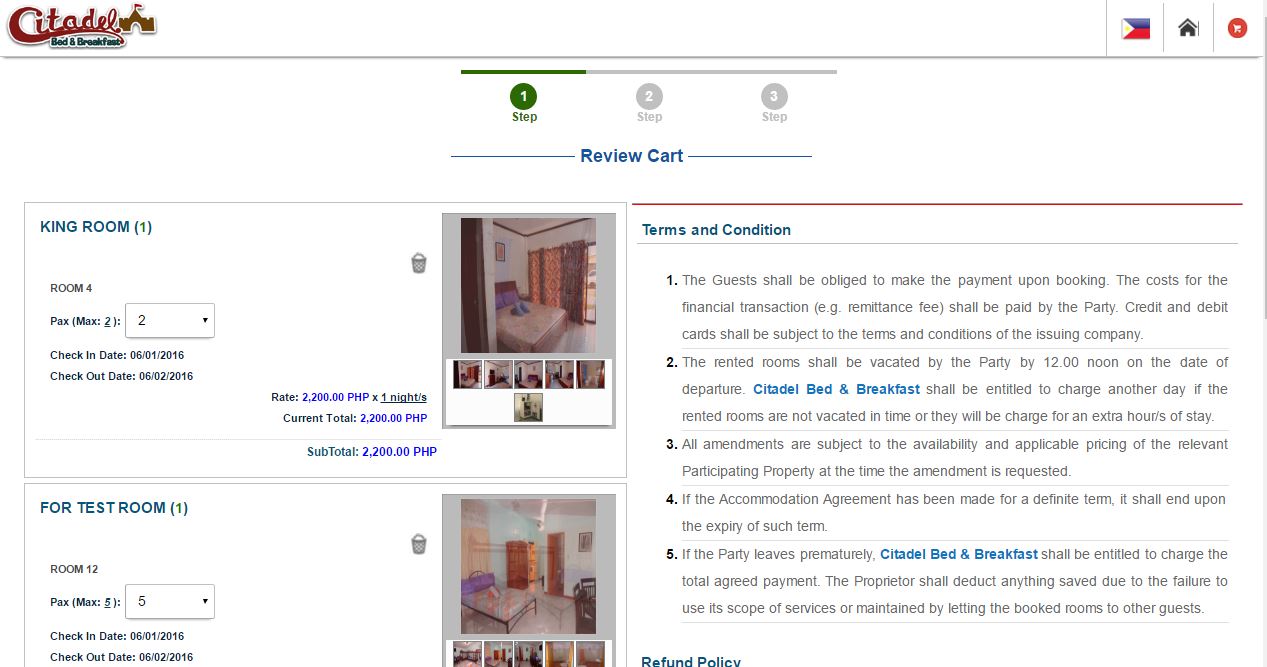 Citadel
Bed & Breakfast
1
Step
2
Step
3
Step
Review Cart
KING ROOM (1)
ROOM 4
Pax (Max: 2 ): 2
Check In Date: 06/01/2016
Check Out Date: 06/02/2016
Rate: 2,200.00 PHP x 1 night/s
Current Total: 2,200.00 PHP
SubTotal: 2,200.00 PHP
FOR TEST ROOM (1)
ROOM 12
Pax (Max: 5 ): 5
Check In Date: 06/01/2016
Check Out Date: 06/02/2016
Terms and Condition
1. The Guests shall be obliged to make the payment upon booking. The costs for the
financial transaction (e.g. remittance fee) shall be paid by the Party. Credit and debit
cards shall be subject to the terms and conditions of the issuing company.
2. The rented rooms shall be vacated by the Party by 12.00 noon on the date of
departure. Citadel Bed & Breakfast shall be entitled to charge another day if the
rented rooms are not vacated in time or they will be charge for an extra hour/s of stay.
3. All amendments are subject to the availability and applicable pricing of the relevant
Participating Property at the time the amendment is requested.
4. If the Accommodation Agreement has been made for a definite term, it shall end upon
the expiry of such term.
5. If the Party leaves prematurely, Citadel Bed & Breakfast shall be entitled to charge the
total agreed payment. The Proprietor shall deduct anything saved due to the failure to
use its scope of services or maintained by letting the booked rooms to other guests.
Refund Policy